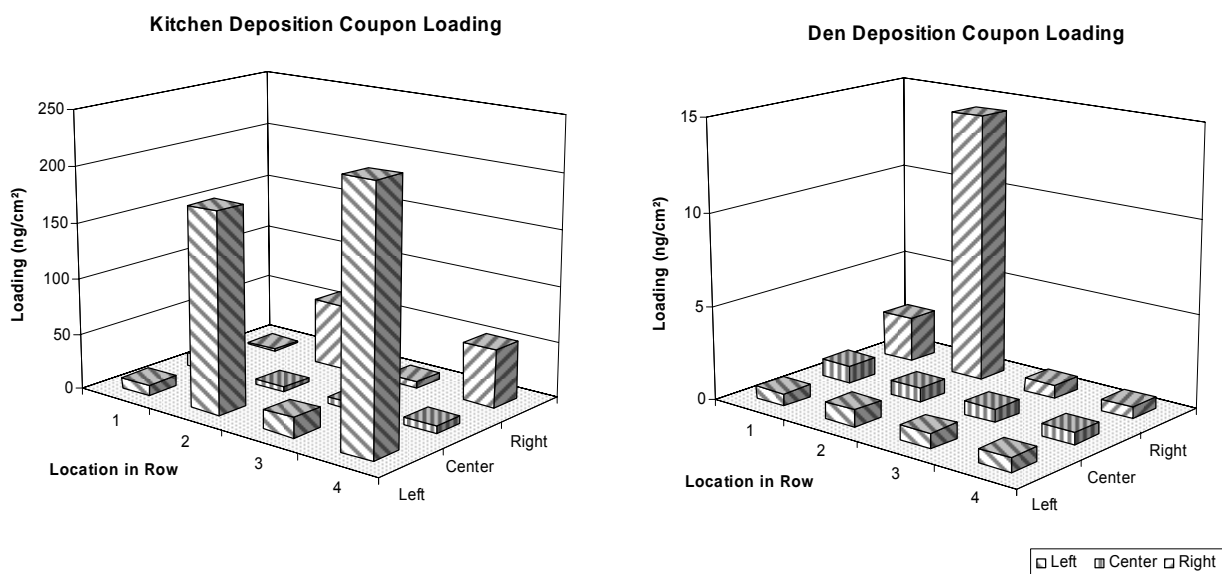 Kitchen Deposition Coupon Loading
250
200
150
100
50
0
Loading (ng/cm²)
1
2
3
4
Location in Row
Left
Center
Right
Den Deposition Coupon Loading
15
10
5
0
Loading (ng/cm²)
1
2
3
4
Location in Row
Left
Center
Right
Left Center Right